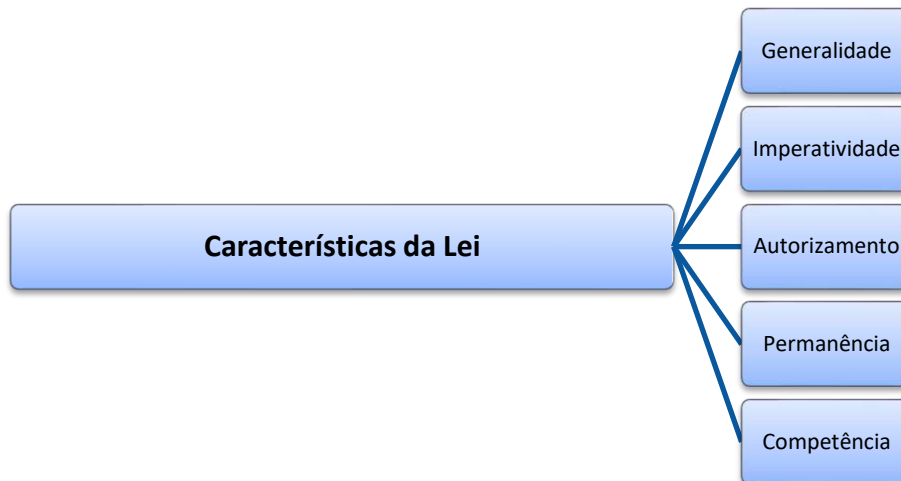 Generalidade
Imperatividade
Características da Lei
Autorizamento
Permanência
Competência